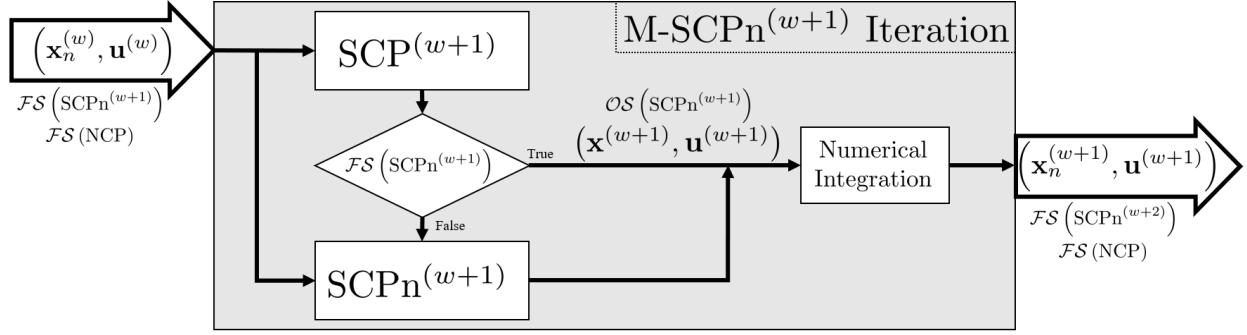 M-SCPn^{(w+1)} Iteration
(x_n^{(w)}, u^{(w)})
FS(SCPn^{(w+1)})
FS(NCP)
SCP^{(w+1)}
FS(SCPn^{(w+1)})
True
False
SCPn^{(w+1)}
OS(SCPn^{(w+1)})
(x^{(w+1)}, u^{(w+1)})
Numerical
Integration
(x_n^{(w+1)}, u^{(w+1)})
FS(SCPn^{(w+2)})
FS(NCP)